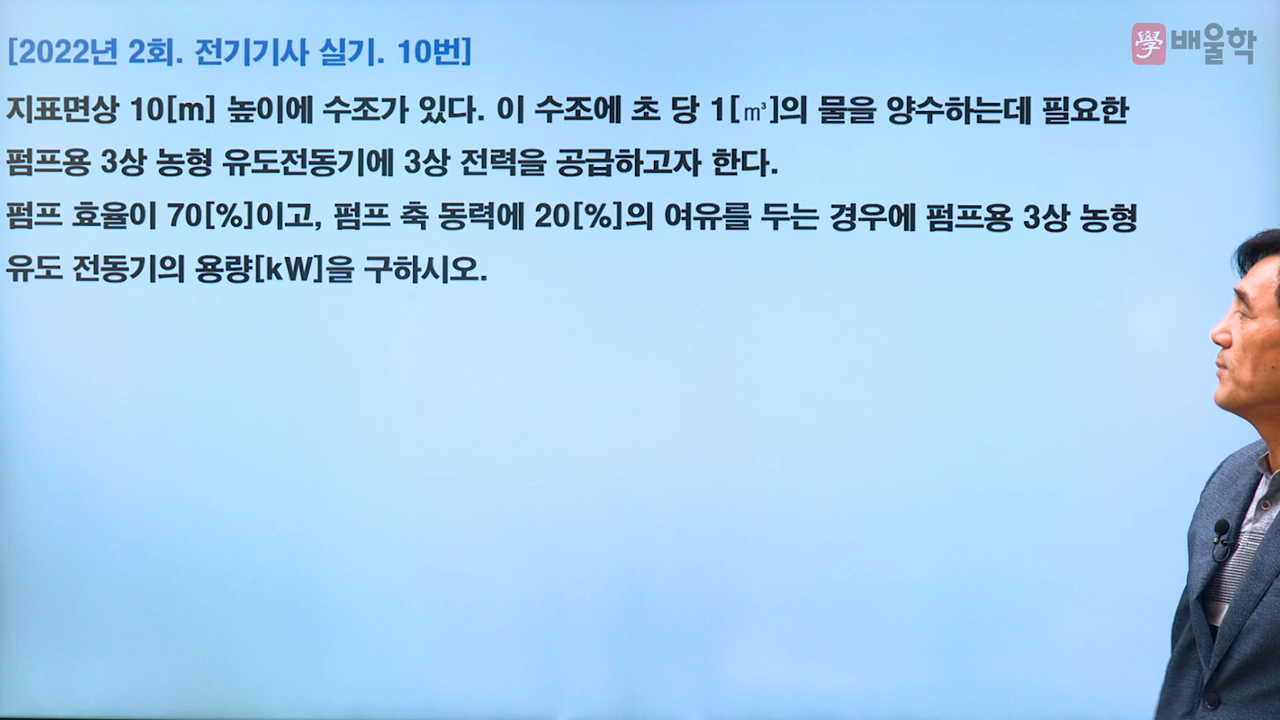 [2022년 2회. 전기기사 실기. 10번]
學 배울학
지표면상 10[m] 높이에 수조가 있다. 이 수조에 초 당 1[㎥]의 물을 양수하는데 필요한
펌프용 3상 농형 유도전동기에 3상 전력을 공급하고자 한다.
펌프 효율이 70[%]이고, 펌프 축 동력에 20[%]의 여유를 두는 경우에 펌프용 3상 농형
유도 전동기의 용량[kW]을 구하시오.